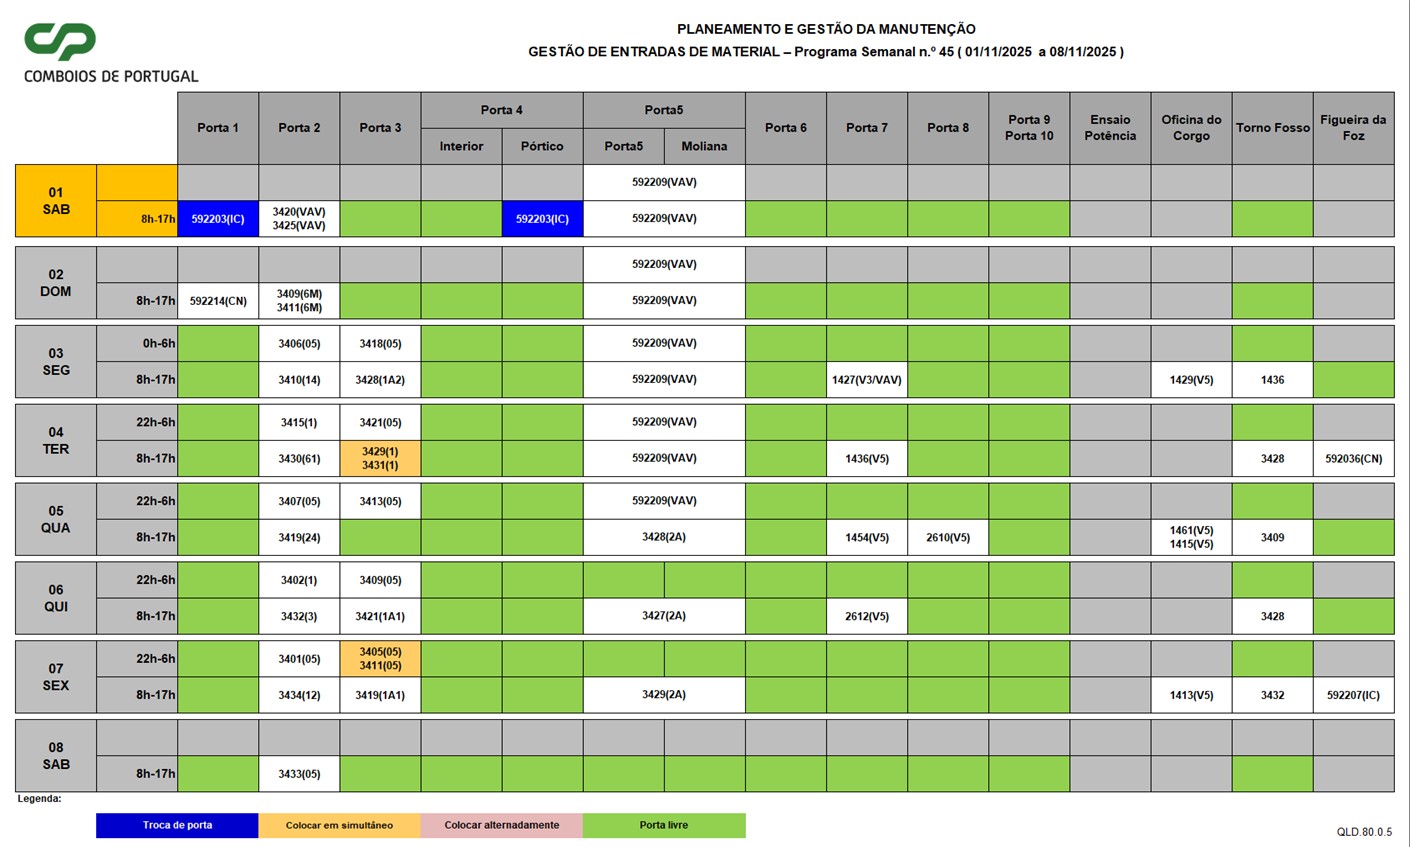 CP
COMBOIOS DE PORTUGAL
PLANEAMENTO E GESTÃO DA MANUTENÇÃO
GESTÃO DE ENTRADAS DE MATERIAL – Programa Semanal n.º 45 ( 01/11/2025 a 08/11/2025 )
Porta 1 Porta 2 Porta 3 Porta 4 Porta5 Porta 6 Porta 7 Porta 8 Porta 9 Porta 10 Ensaio Potência Oficina do Corgo Torno Fosso Figueira da Foz
Interior Pórtico Porta5 Moliana
01 SAB
592209(VAV)
8h-17h 592203(IC) 3420(VAV) 3425(VAV) 592203(IC) 592209(VAV)
02 DOM
592209(VAV)
8h-17h 592214(CN) 3409(6M) 3411(6M) 592209(VAV)
03 SEG
0h-6h 3406(05) 3418(05) 592209(VAV)
8h-17h 3410(14) 3428(1A2) 592209(VAV) 1427(V3/VAV) 1429(V5) 1436
04 TER
22h-6h 3415(1) 3421(05) 592209(VAV)
8h-17h 3430(61) 3429(1) 3431(1) 592209(VAV) 1436(V5) 3428 592036(CN)
05 QUA
22h-6h 3407(05) 3413(05) 592209(VAV)
8h-17h 3419(24) 3428(2A) 1454(V5) 2610(V5) 1461(V5) 1415(V5) 3409
06 QUI
22h-6h 3402(1) 3409(05)
8h-17h 3432(3) 3421(1A1) 3427(2A) 2612(V5) 3428
07 SEX
22h-6h 3401(05) 3405(05) 3411(05)
8h-17h 3434(12) 3419(1A1) 3429(2A) 1413(V5) 3432 592207(IC)
08 SAB
8h-17h 3433(05)
Legenda:
Troca de porta Colocar em simultáneo Colocar alternadamente Porta livre
QLD.80.0.5